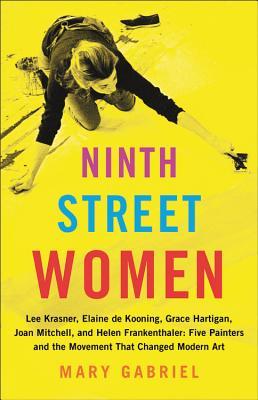 NINTH
STREET
WOMEN
Lee Krasner, Elaine de Kooning, Grace Hartigan,
Joan Mitchell, and Helen Frankenthaler: Five Painters
and the Movement That Changed Modern Art
MARY GABRIEL